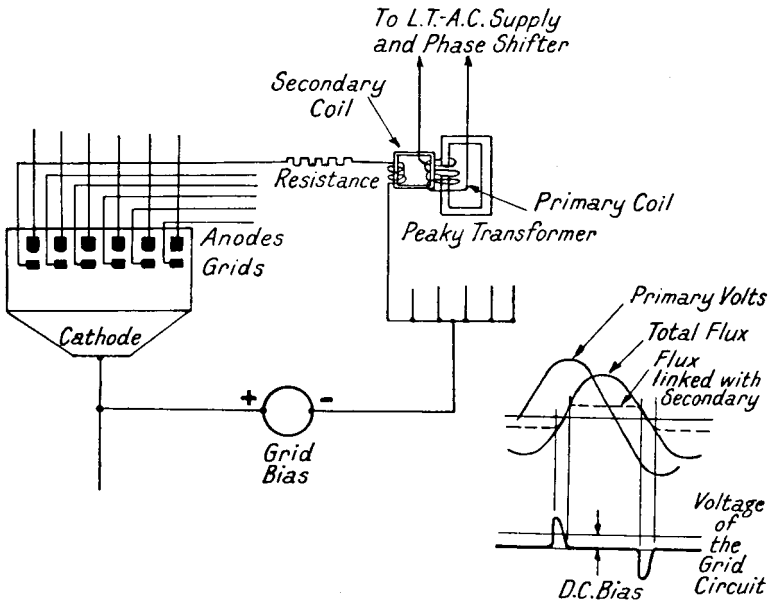 To L.T.-A.C. Supply
and Phase Shifter
Secondary
Coil
Resistance
Primary Coil
Peaky Transformer
Anodes
Grids
Cathode
+
-
Grid
Bias
Primary Volts
Total Flux
Flux
linked with
Secondary
Voltage
of
the
Grid
Circuit
D.C. Bias